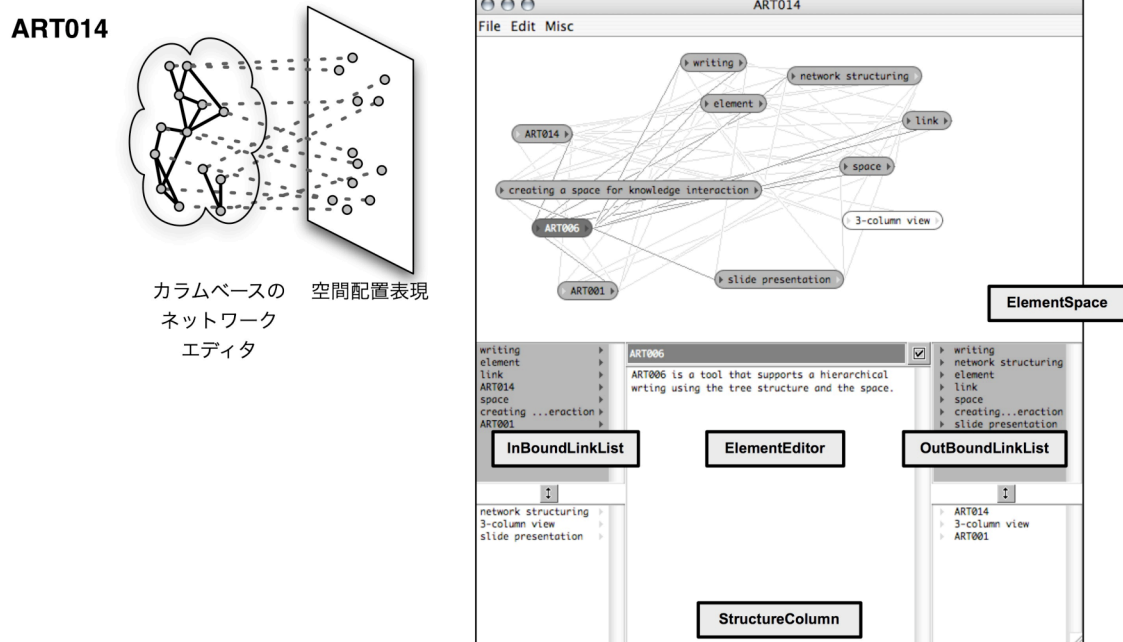 ART014
カラムベースの
ネットワーク
エディタ
空間配置表現
ART014
File Edit Misc
writing
network structuring
element
link
ART014
space
creating a space for knowledge interaction
3-column view
ART006
slide presentation
ART001
ElementSpace
writing
element
link
ART014
space
creating ...eraction
ART001
InBoundLinkList
network structuring
3-column view
slide presentation
ART006
ART006 is a tool that supports a hierarchical
wrting using the tree structure and the space.
ElementEditor
StructureColumn
writing
network structuring
element
link
space
creating...eraction
slide presentation
OutBoundLinkList
ART014
3-column view
ART001